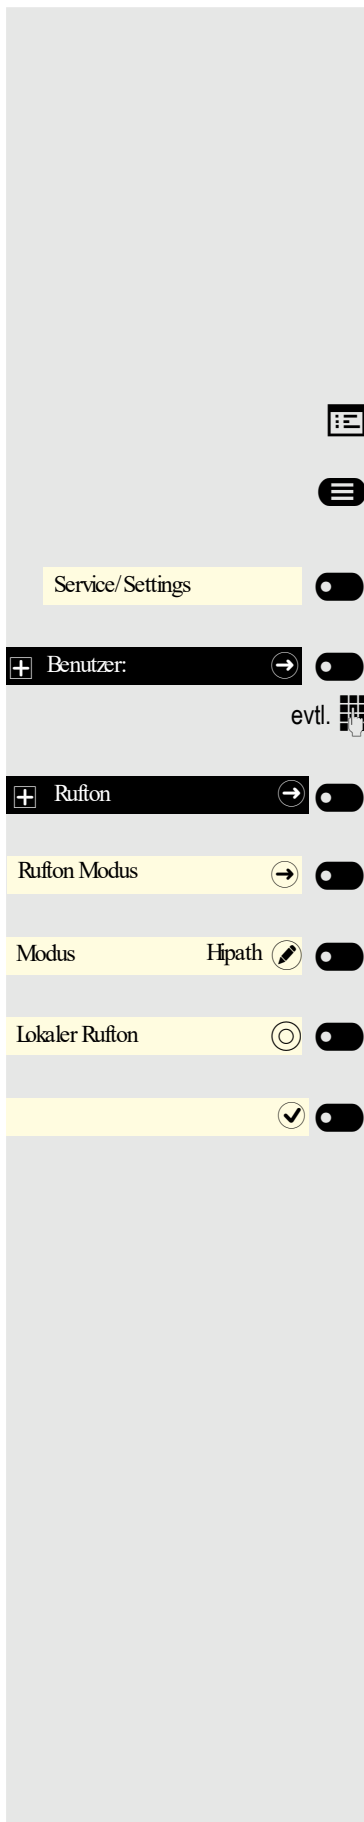 Service/Settings
Benutzer:
evtl.
Rufton
Rufton Modus
Modus Hipath
Lokaler Rufton